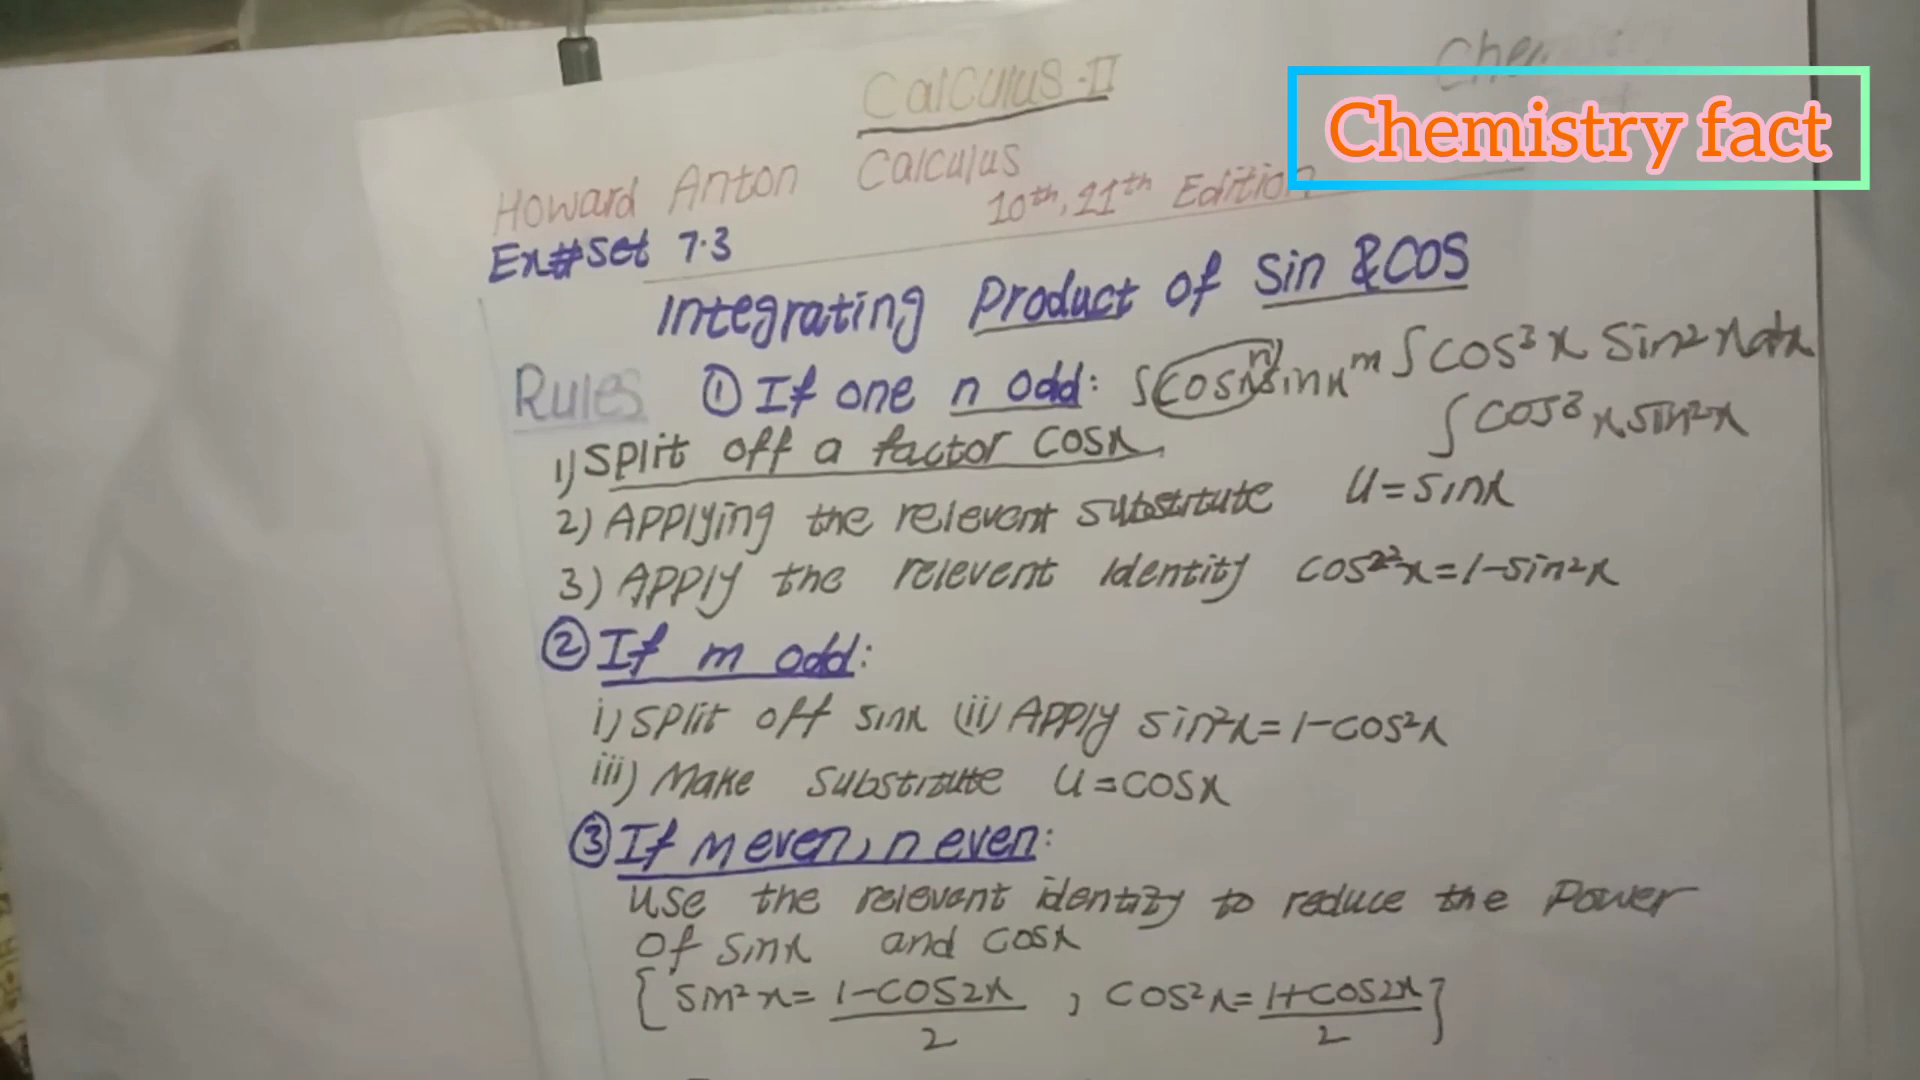 Calculus-II
Chemistry fact
Howard Anton Calculus
10th, 11th Edition
Ex#Set 7.3
Integrating Product of Sin & COS
Rules ① If one n odd: ∫cosⁿx sinxᵐ ∫cos³x sin²x dx
∫cos³x sin²x
1) Split off a factor cosx.
2) Applying the relevent substitute u=sinx
3) Apply the relevent identity cos²x=1-sin²x
② If m odd:
i) Split off sinx (ii) Apply sin²x=1-cos²x
iii) Make substitute u=cosx
③ If m even, n even:
Use the relevent identity to reduce the Power
Of sinx and cosx
[sin²x=1-cos2x/2, cos²x=1+cos2x/2]